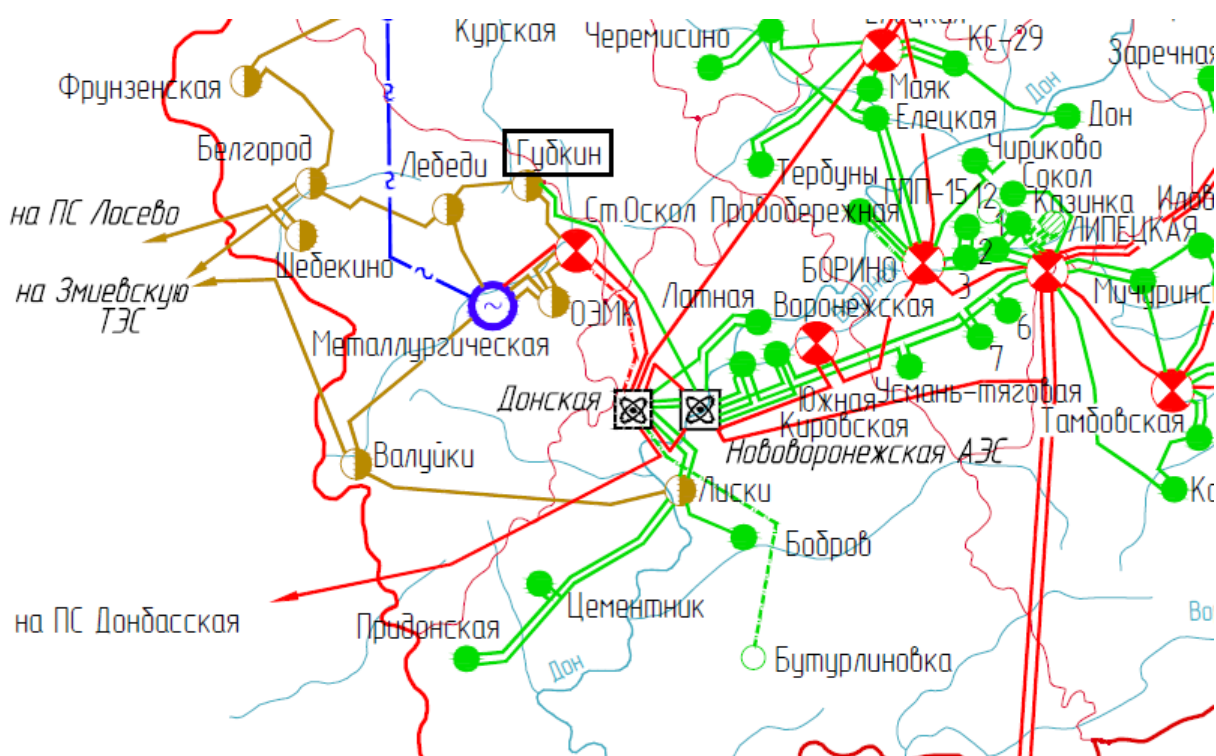 Курская
Черемисино
КС-29
Заречная
Фрунзенская
Маяк
Дон
Елецкая
Дон
Белгород
Лебеди
Губкин
Чириково
Тербуны
Сокол
на ПС Лосево
Ст.Оскол
Правобережная
ГПП-15
12
Казинка
1
ЛИПЕЦКАЯ
Шебекино
БОРИНО
2
3
на Змиевскую
ТЭС
ОЭМК
Латная
Воронежская
6
Металлургическая
7
Донская
Южная
Усмань-тяговая
Кировская
Тамбовская
Нововоронежская АЭС
Валуйки
Лиски
Бобров
на ПС Донбасская
Цементник
Придонская
Дон
Бутурлиновка